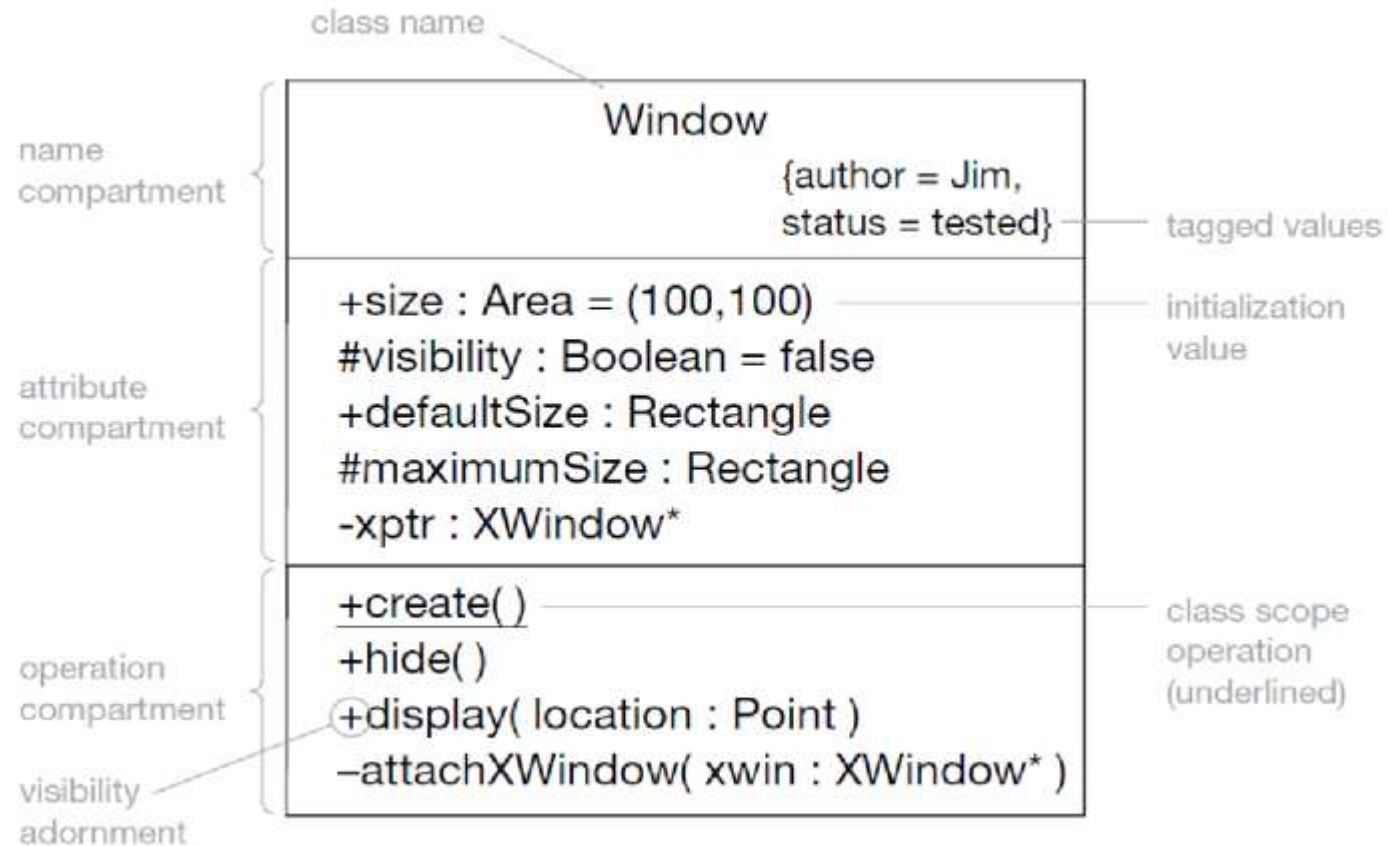 class name
Window
name
compartment
{author = Jim,
status = tested}
tagged values
+size : Area = (100,100)
initialization
value
#visibility : Boolean = false
attribute
compartment
+defaultSize : Rectangle
#maximumSize : Rectangle
-xptr : XWindow*
+create( )
class scope
operation
(underlined)
+hide( )
operation
compartment
+display( location : Point )
–attachXWindow( xwin : XWindow* )
visibility
adornment